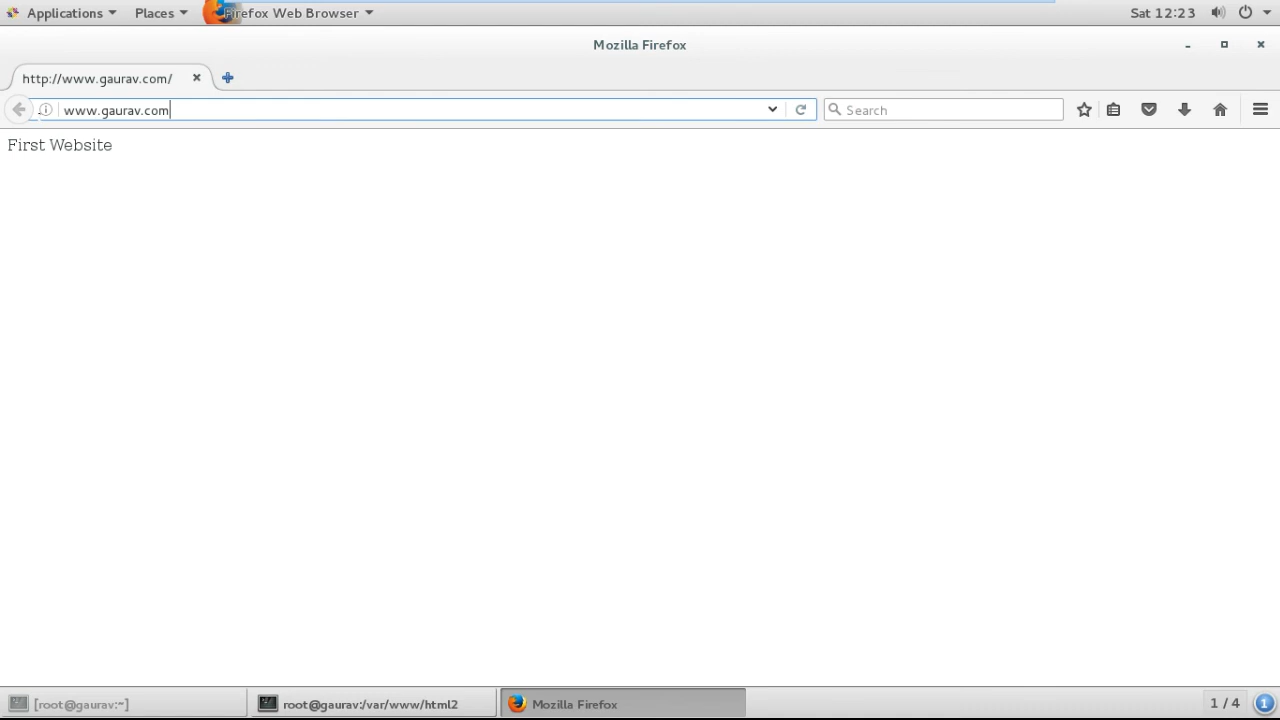 Applications Places Firefox Web Browser Sat 12:23
Mozilla Firefox
http://www.gaurav.com/
www.gaurav.com Search
First Website
[root@gaurav:~] root@gaurav:/var/www/html2 Mozilla Firefox 1 / 4 1